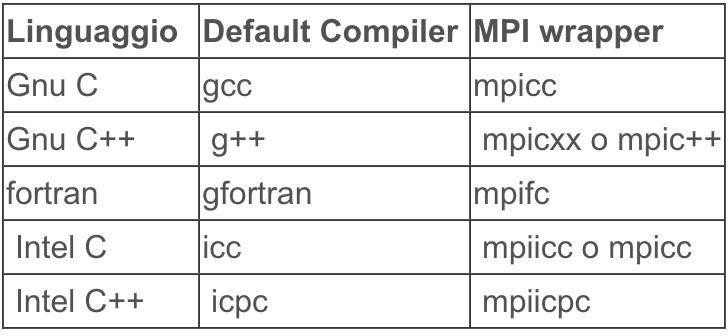 Linguaggio Default Compiler MPI wrapper
Gnu C gcc mpicc
Gnu C++ g++ mpicxx o mpic++
fortran gfortran mpifc
Intel C icc mpiicc o mpicc
Intel C++ icpc mpiicpc